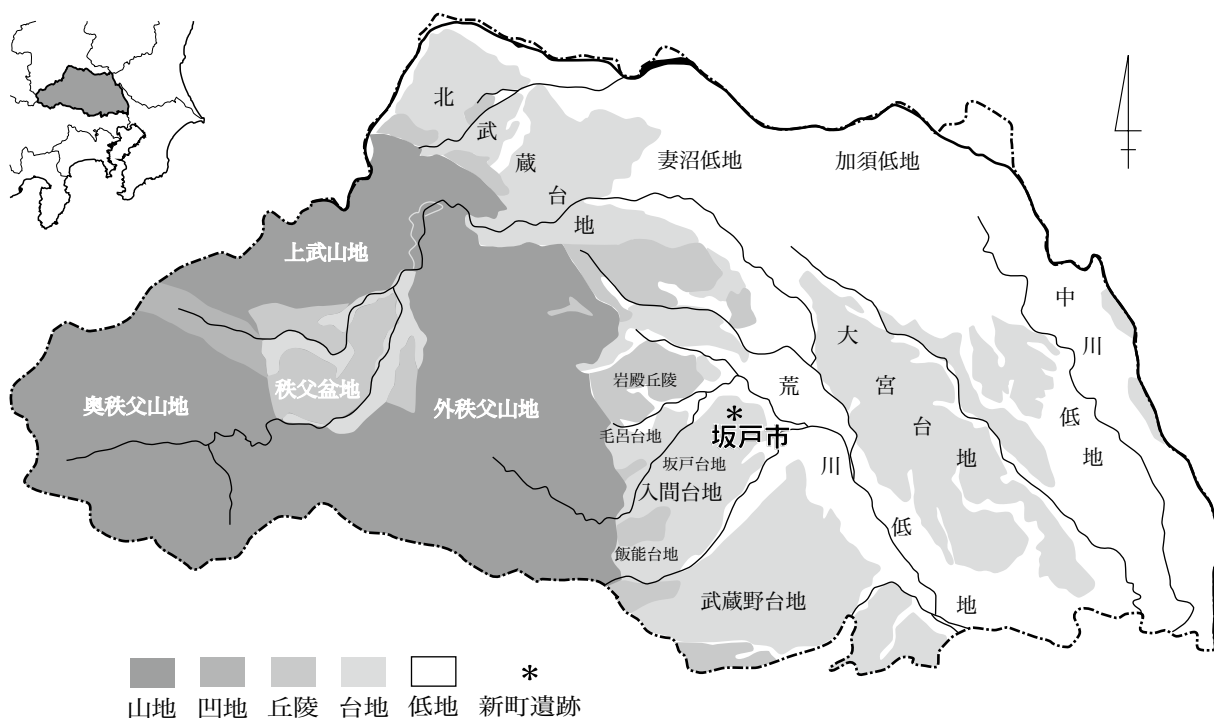 北武蔵台地
妻沼低地
加須低地
上武山地
中川低地
大宮台地
秩父盆地
奥秩父山地
外秩父山地
岩殿丘陵
荒川低地
*
坂戸市
毛呂台地
坂戸台地
入間台地
飯能台地
武蔵野台地
*
山地
凹地
丘陵
台地
低地
新町遺跡